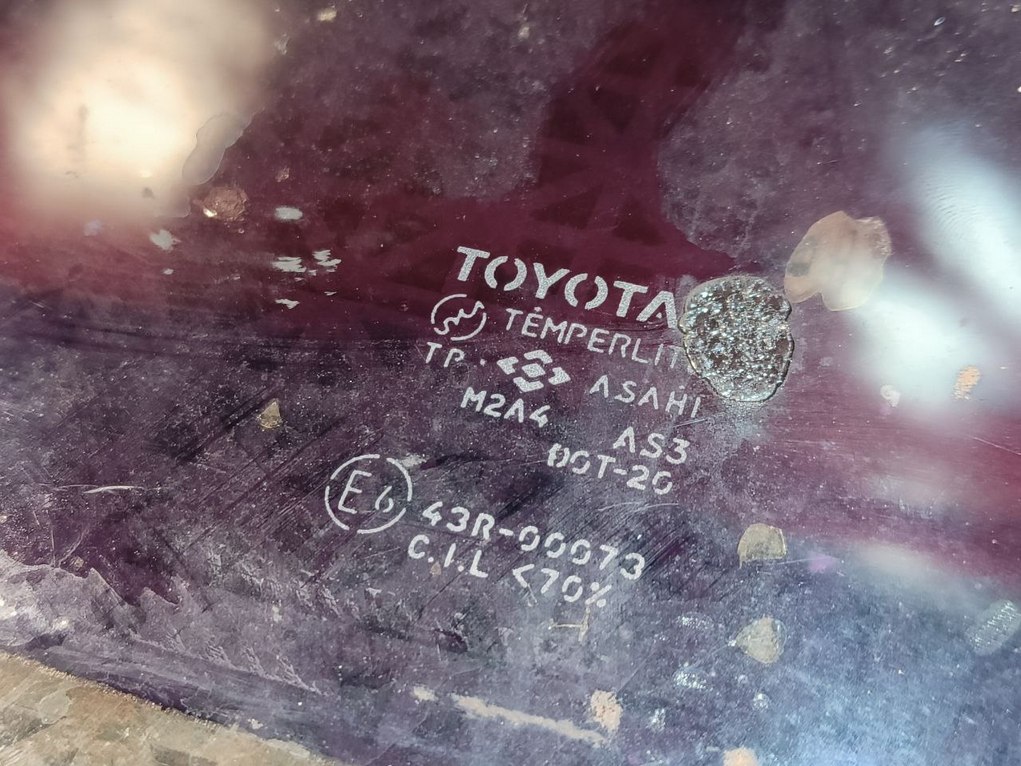 TOYOTA
TEMPERLIT
TP. ASAHI
M2A4 AS3
DOT-20
E6 43R-00073
C.I.L <70%